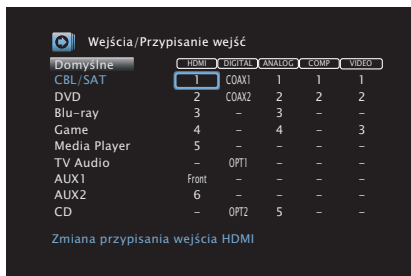 Wejścia/Przypisanie wejść
Domyślne HDMI DIGITAL ANALOG COMP VIDEO
CBL/SAT 1 COAX1 1 1 1
DVD 2 COAX2 2 2 2
Blu-ray 3 – 3 – –
Game 4 – 4 – 3
Media Player 5 – – – –
TV Audio – OPT1 – – –
AUX1 Front – – – –
AUX2 6 – – – –
CD – OPT2 5 – –
Zmiana przypisania wejścia HDMI